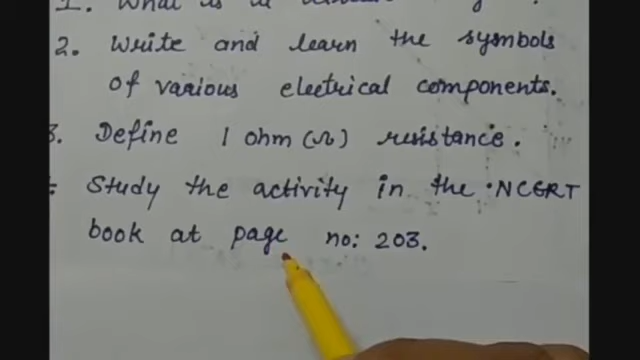 1. What is
2. Write and learn the symbols
of various electrical components.
3. Define 1 ohm (Ω) resistance.
Study the activity in the NCERT
book at page no: 203.